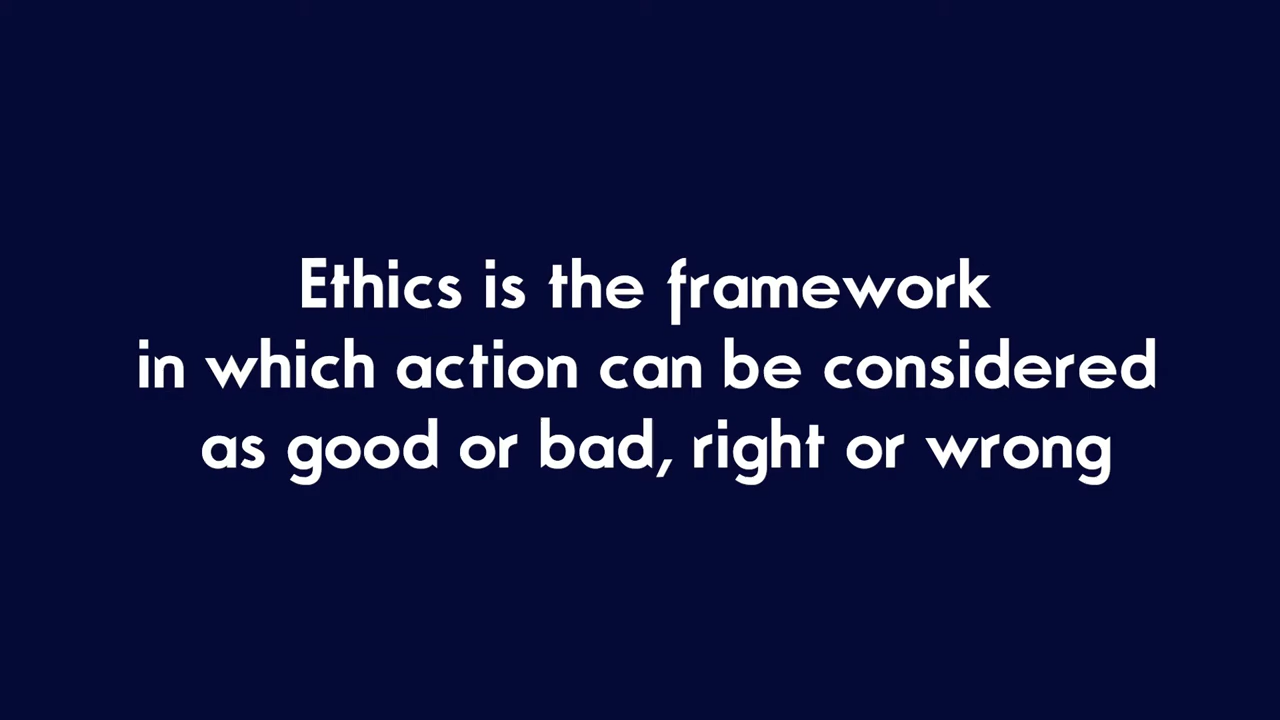 Ethics is the framework
in which action can be considered
as good or bad, right or wrong